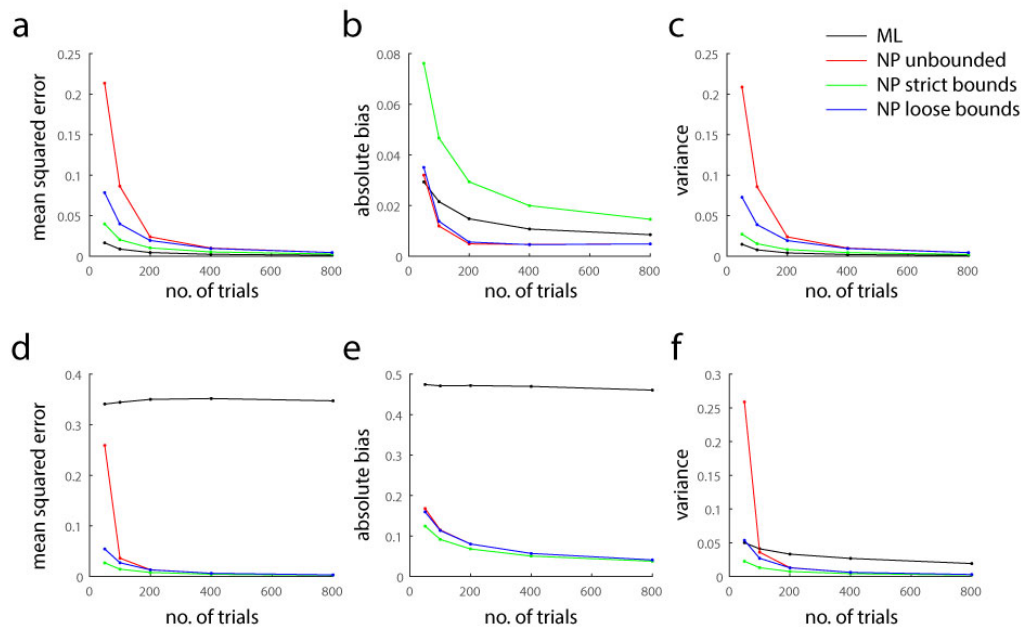 a
mean squared error
0.25
0.2
0.15
0.1
0.05
0
0 200 400 600 800
no. of trials
b
absolute bias
0.08
0.06
0.04
0.02
0.00
0 200 400 600 800
no. of trials
c
variance
0.25
0.2
0.15
0.1
0.05
0
0 200 400 600 800
no. of trials
ML
NP unbounded
NP strict bounds
NP loose bounds
d
mean squared error
0.4
0.3
0.2
0.1
0
0 200 400 600 800
no. of trials
e
absolute bias
0.5
0.4
0.3
0.2
0.1
0
0 200 400 600 800
no. of trials
f
variance
0.3
0.25
0.2
0.15
0.1
0.05
0
0 200 400 600 800
no. of trials